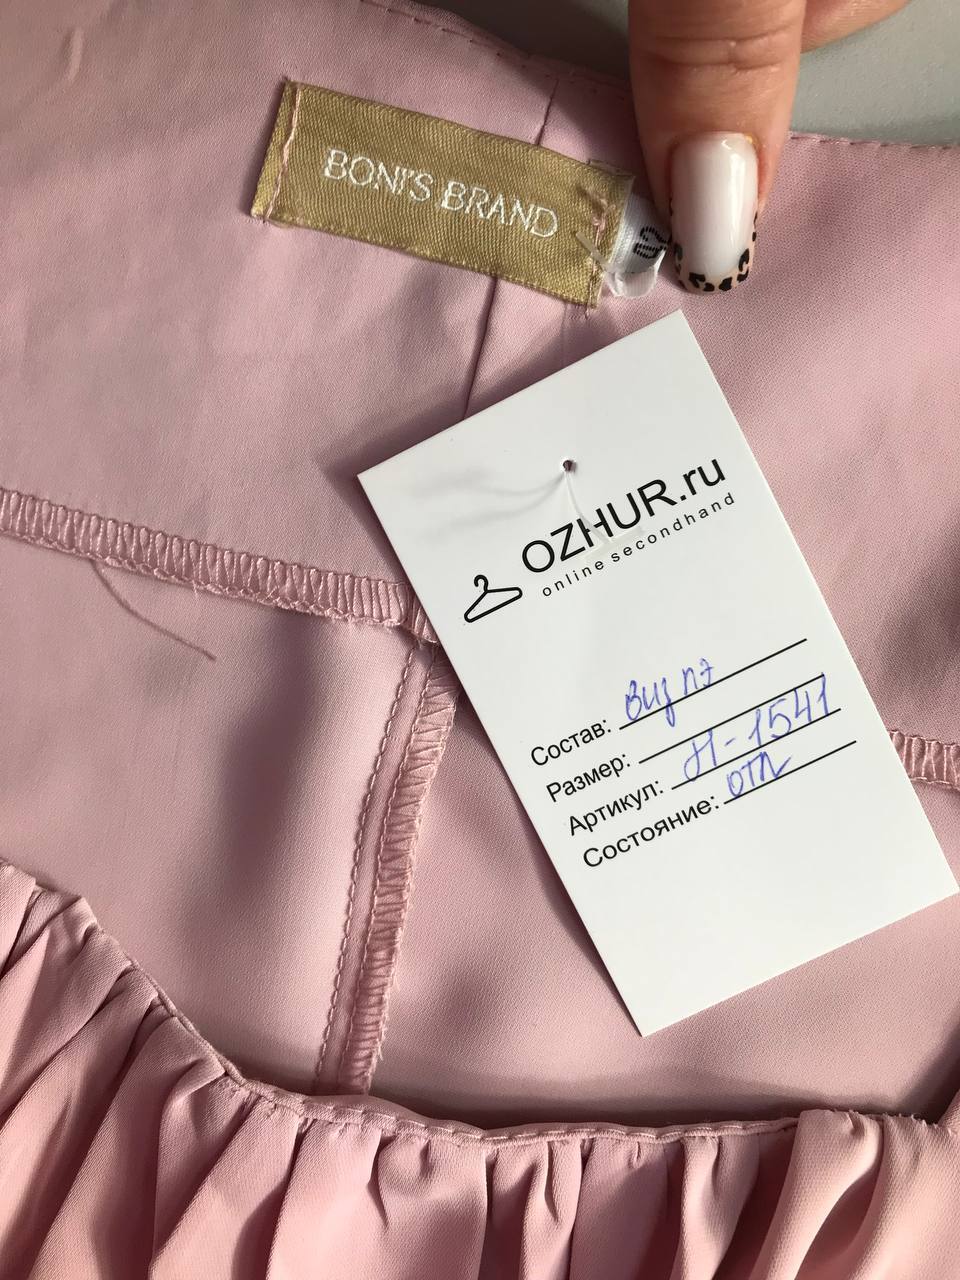 BONI'S BRAND
OZHUR.ru
online secondhand
Состав: виз пэ
Размер:
Артикул: Н-1541
Состояние: отл